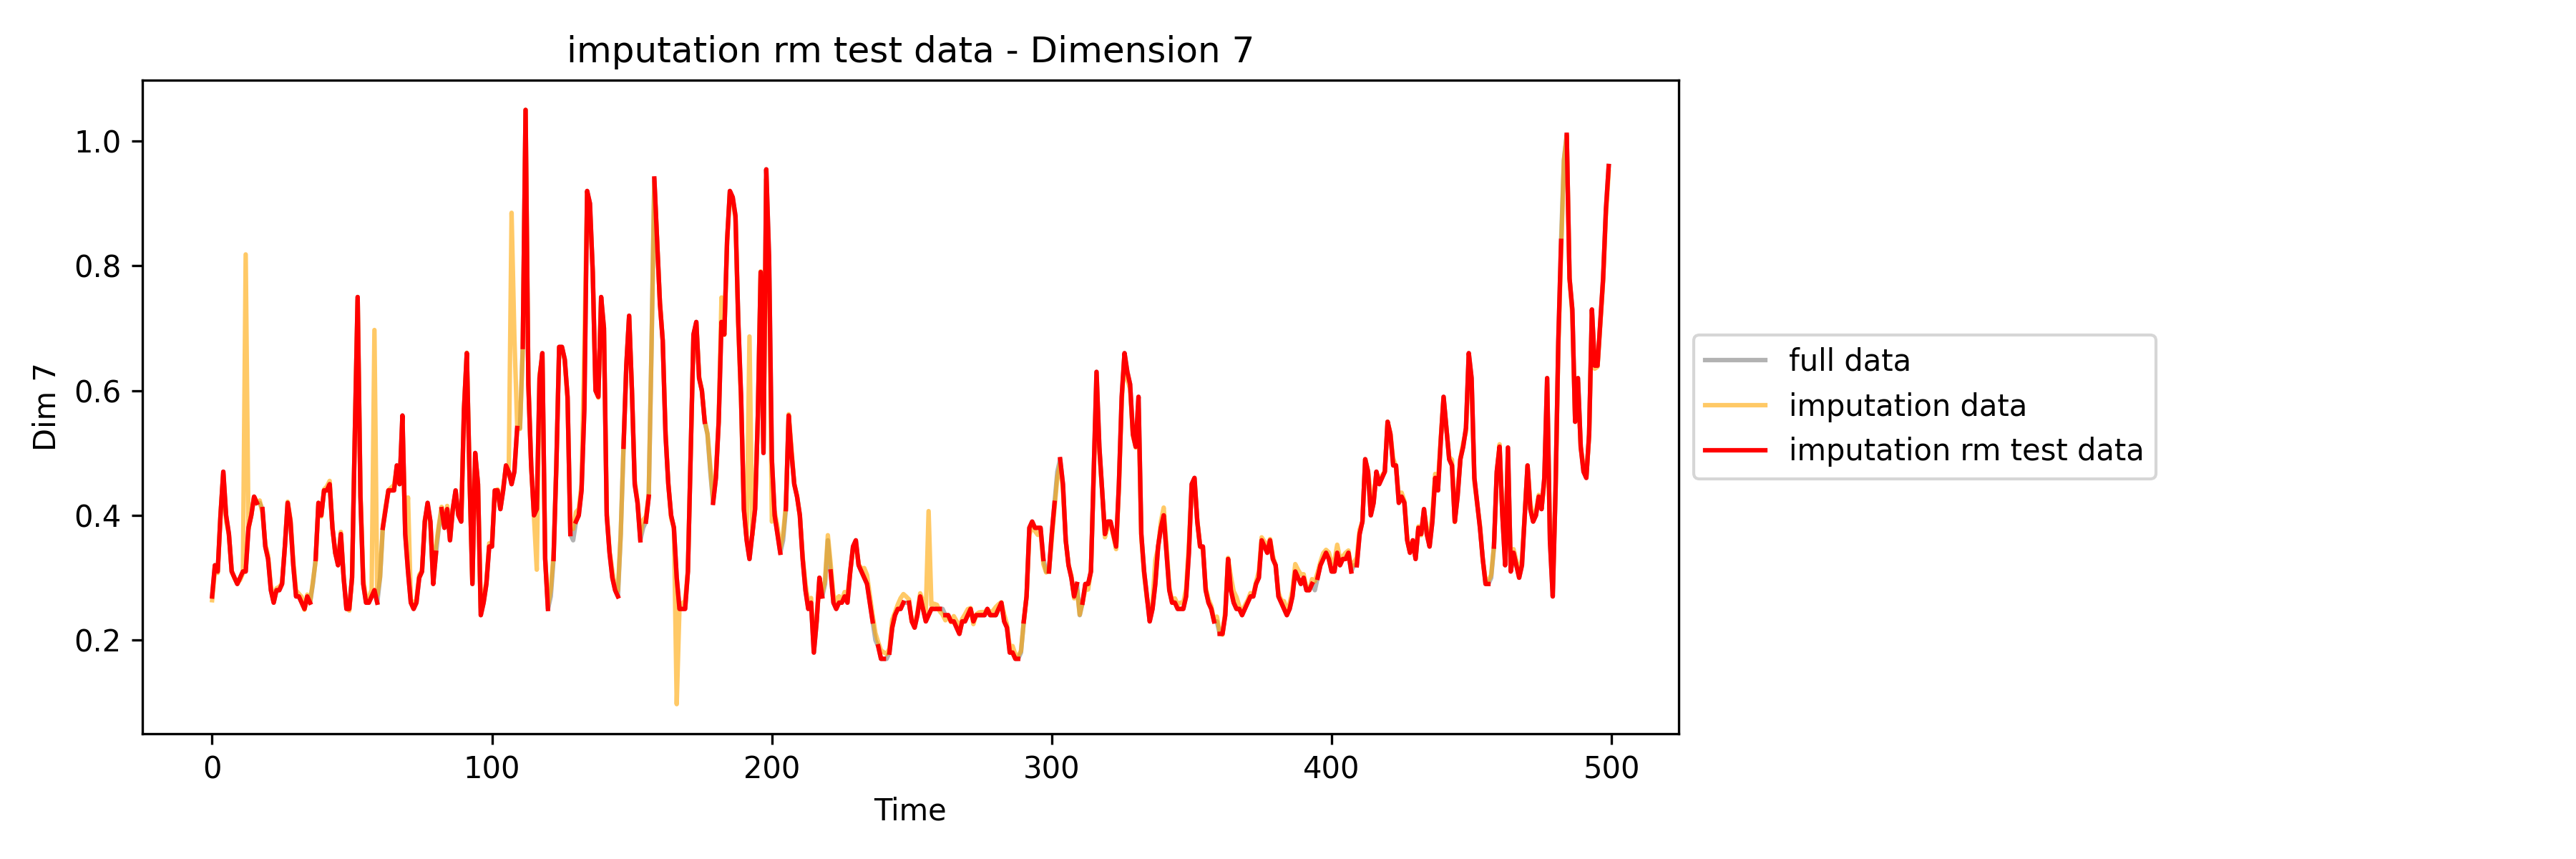 imputation rm test data - Dimension 7
1.0
0.8
0.6
0.4
0.2
Dim 7
0 100 200 300 400 500
Time
full data
imputation data
imputation rm test data